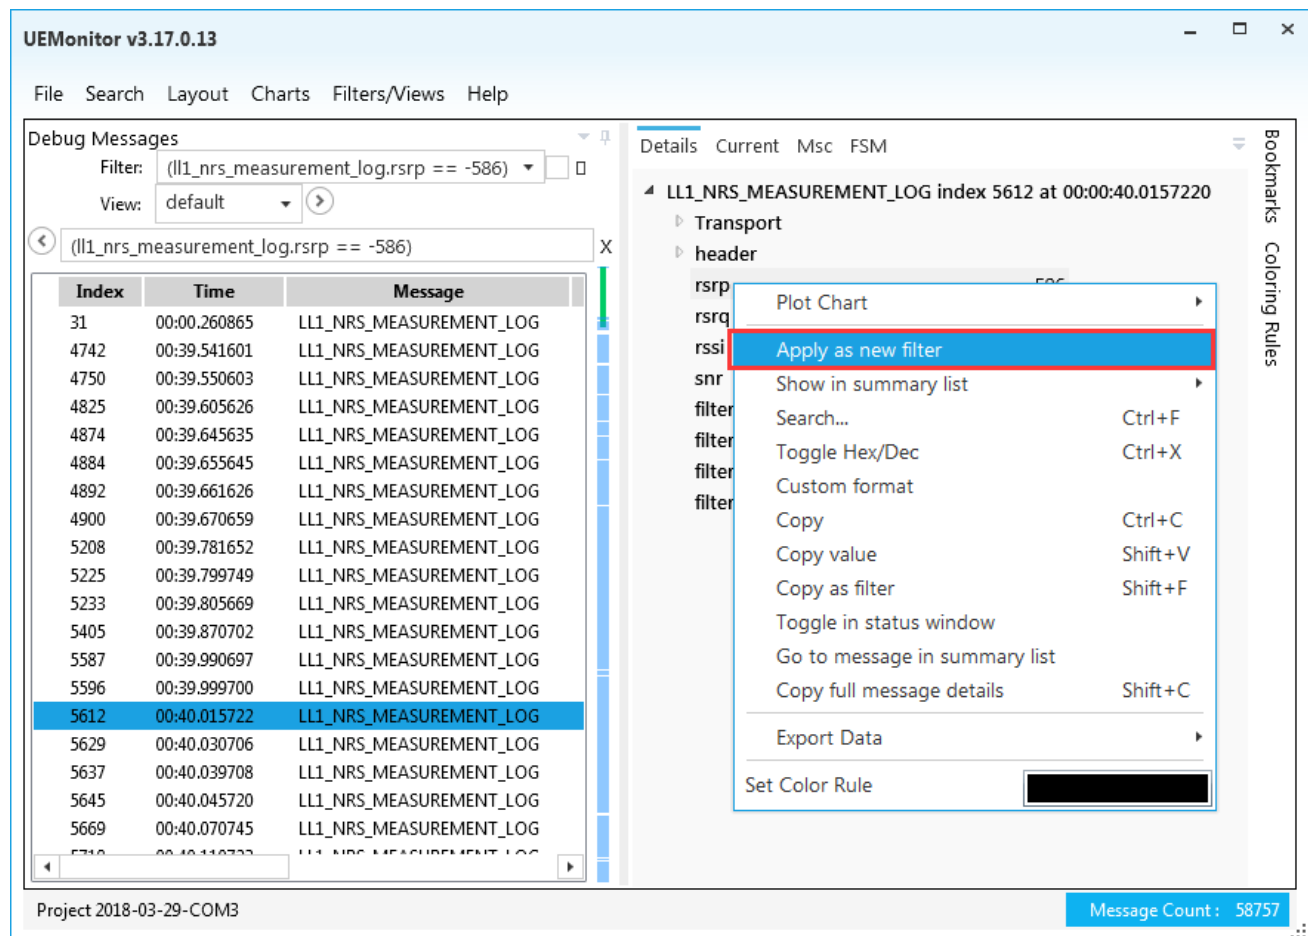 UEMonitor v3.17.0.13
File Search Layout Charts Filters/Views Help
Debug Messages
Filter: (ll1_nrs_measurement_log.rsrp == -586)
View: default
(ll1_nrs_measurement_log.rsrp == -586) X
Index Time Message
31 00:00.260865 LL1_NRS_MEASUREMENT_LOG
4742 00:39.541601 LL1_NRS_MEASUREMENT_LOG
4750 00:39.550603 LL1_NRS_MEASUREMENT_LOG
4825 00:39.605626 LL1_NRS_MEASUREMENT_LOG
4874 00:39.645635 LL1_NRS_MEASUREMENT_LOG
4884 00:39.655645 LL1_NRS_MEASUREMENT_LOG
4892 00:39.661626 LL1_NRS_MEASUREMENT_LOG
4900 00:39.670659 LL1_NRS_MEASUREMENT_LOG
5208 00:39.781652 LL1_NRS_MEASUREMENT_LOG
5225 00:39.799749 LL1_NRS_MEASUREMENT_LOG
5233 00:39.805669 LL1_NRS_MEASUREMENT_LOG
5405 00:39.870702 LL1_NRS_MEASUREMENT_LOG
5587 00:39.990697 LL1_NRS_MEASUREMENT_LOG
5596 00:39.999700 LL1_NRS_MEASUREMENT_LOG
5612 00:40.015722 LL1_NRS_MEASUREMENT_LOG
5629 00:40.030706 LL1_NRS_MEASUREMENT_LOG
5637 00:40.039708 LL1_NRS_MEASUREMENT_LOG
5645 00:40.045720 LL1_NRS_MEASUREMENT_LOG
5669 00:40.070745 LL1_NRS_MEASUREMENT_LOG
Details Current Msc FSM
LL1_NRS_MEASUREMENT_LOG index 5612 at 00:00:40.0157220
Transport
header
rsrp
rsrq
rssi
snr
filter
filter
filter
filter
Plot Chart
Apply as new filter
Show in summary list
Search... Ctrl+F
Toggle Hex/Dec Ctrl+X
Custom format
Copy Ctrl+C
Copy value Shift+V
Copy as filter Shift+F
Toggle in status window
Go to message in summary list
Copy full message details Shift+C
Export Data
Set Color Rule
Bookmarks
Coloring Rules
Project 2018-03-29-COM3
Message Count: 58757